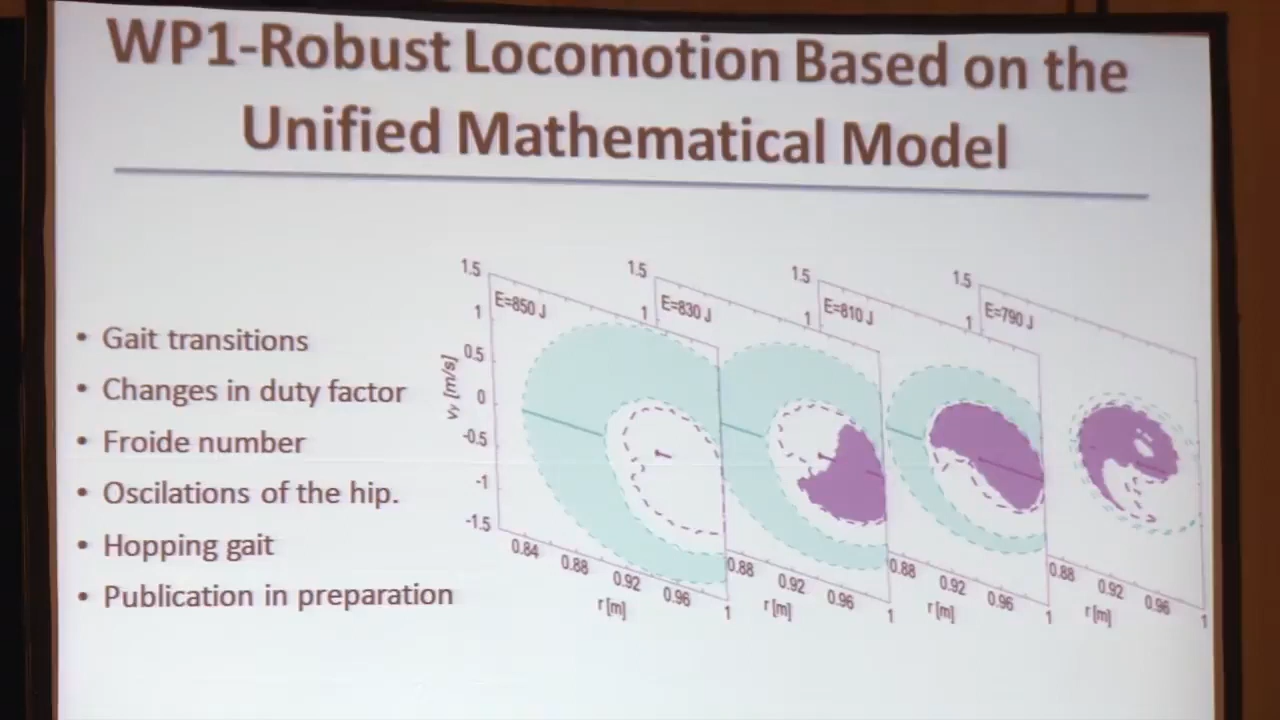 WP1-Robust Locomotion Based on the
Unified Mathematical Model
• Gait transitions
• Changes in duty factor
• Froide number
• Oscilations of the hip.
• Hopping gait
• Publication in preparation
E=850 J
1.5
1
0.5
0
-0.5
-1
-1.5
vy [m/s]
0.84
0.88
0.92
0.96
1
r [m]
E=830 J
1.5
1
0.88
0.92
0.96
1
r [m]
E=810 J
1.5
1
0.88
0.92
0.96
1
r [m]
E=790 J
1.5
1
0.88
0.92
0.96
1
r [m]